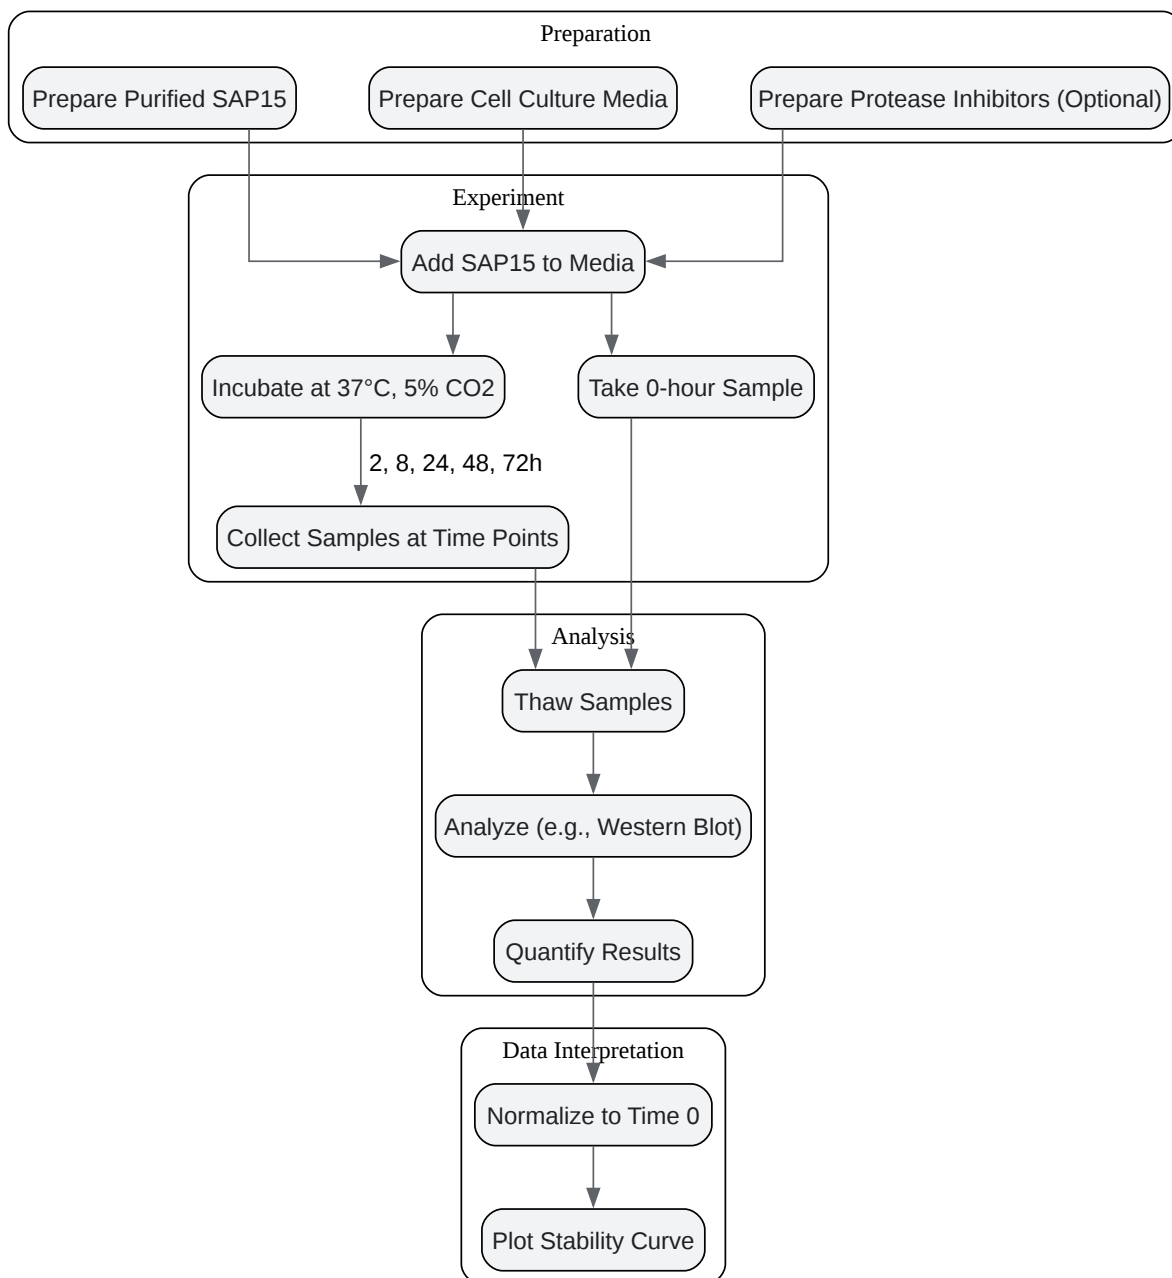 Preparation
Prepare Purified SAP15
Prepare Cell Culture Media
Prepare Protease Inhibitors (Optional)
Experiment
Add SAP15 to Media
Incubate at 37°C, 5% CO2
Take 0-hour Sample
2, 8, 24, 48, 72h
Collect Samples at Time Points
Analysis
Thaw Samples
Analyze (e.g., Western Blot)
Quantify Results
Data Interpretation
Normalize to Time 0
Plot Stability Curve